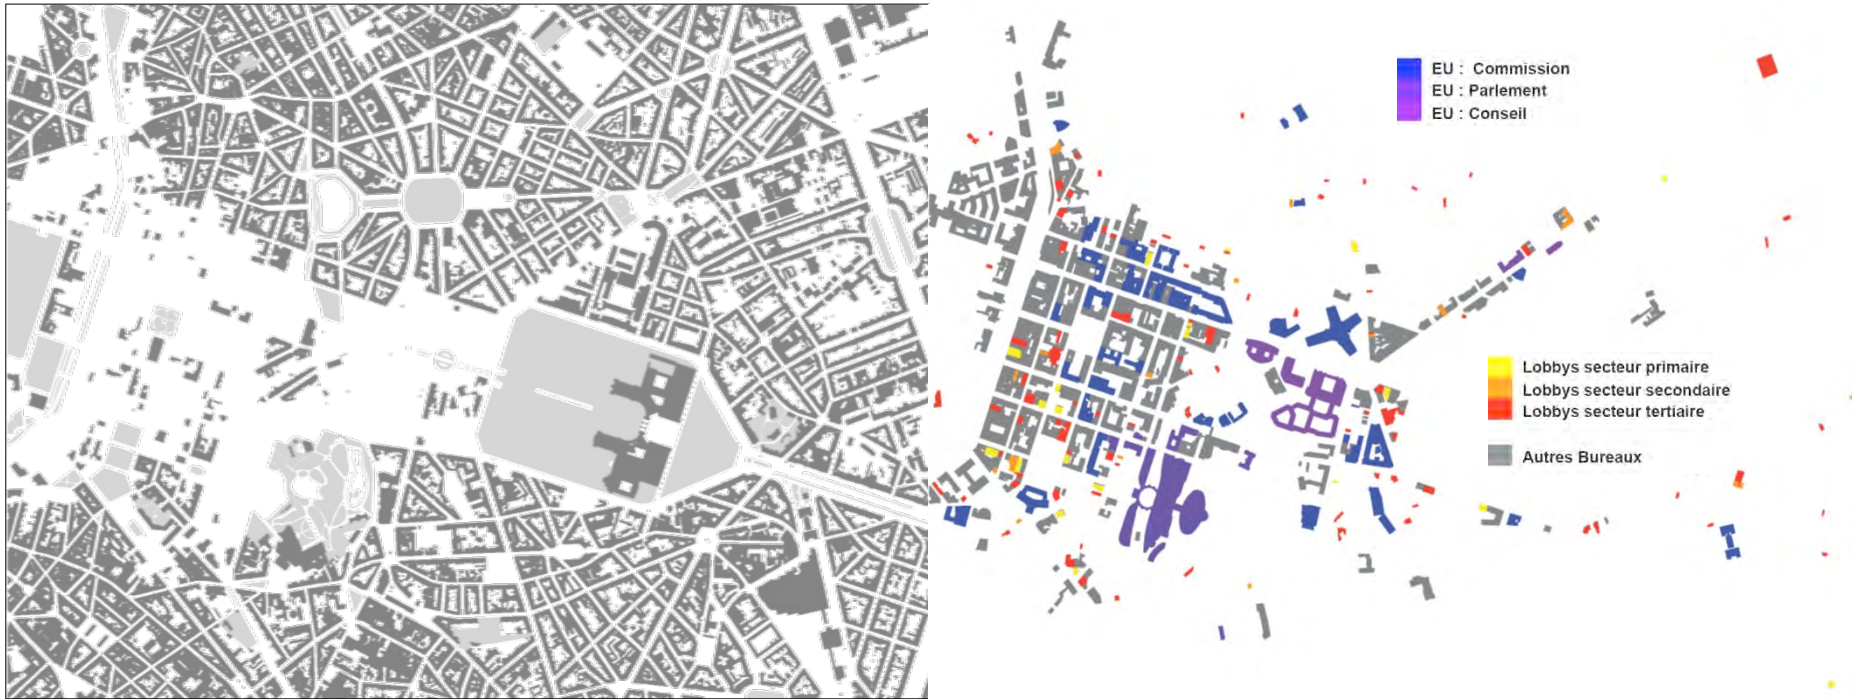 EU : Commission
EU : Parlement
EU : Conseil
Lobbys secteur primaire
Lobbys secteur secondaire
Lobbys secteur tertiaire
Autres Bureaux